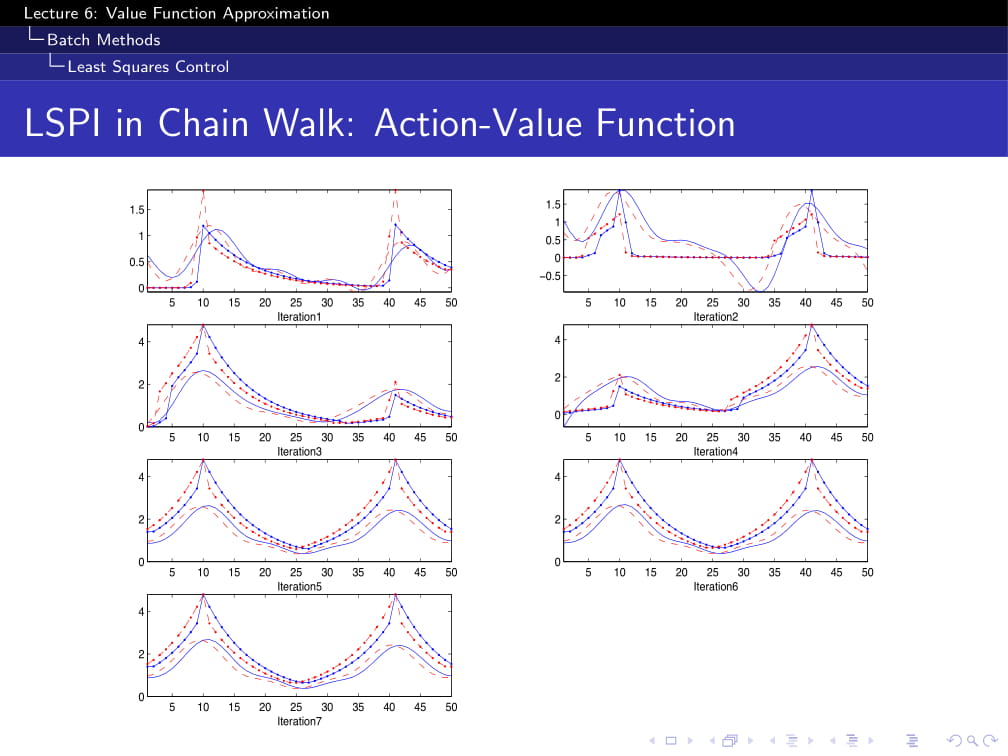 Lecture 6: Value Function Approximation
Batch Methods
Least Squares Control
LSPI in Chain Walk: Action-Value Function
1.5
1
0.5
0
5 10 15 20 25 30 35 40 45 50
Iteration1
1.5
1
0.5
0
−0.5
5 10 15 20 25 30 35 40 45 50
Iteration2
4
2
0
5 10 15 20 25 30 35 40 45 50
Iteration3
4
2
0
5 10 15 20 25 30 35 40 45 50
Iteration4
4
2
0
5 10 15 20 25 30 35 40 45 50
Iteration5
4
2
0
5 10 15 20 25 30 35 40 45 50
Iteration6
4
2
0
5 10 15 20 25 30 35 40 45 50
Iteration7